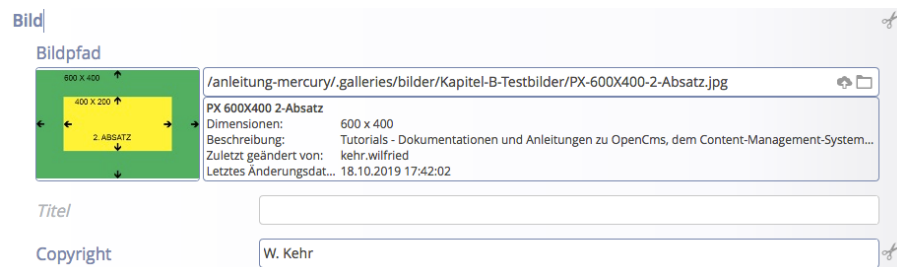 Bild
Bildpfad
600 X 400
400 X 200
2. ABSATZ
/anleitung-mercury/.galleries/bilder/Kapitel-B-Testbilder/PX-600X400-2-Absatz.jpg
PX 600X400 2-Absatz
Dimensionen: 600 x 400
Beschreibung: Tutorials - Dokumentationen und Anleitungen zu OpenCms, dem Content-Management-System...
Zuletzt geändert von: kehr.wilfried
Letztes Änderungsdat... 18.10.2019 17:42:02
Titel
Copyright W. Kehr